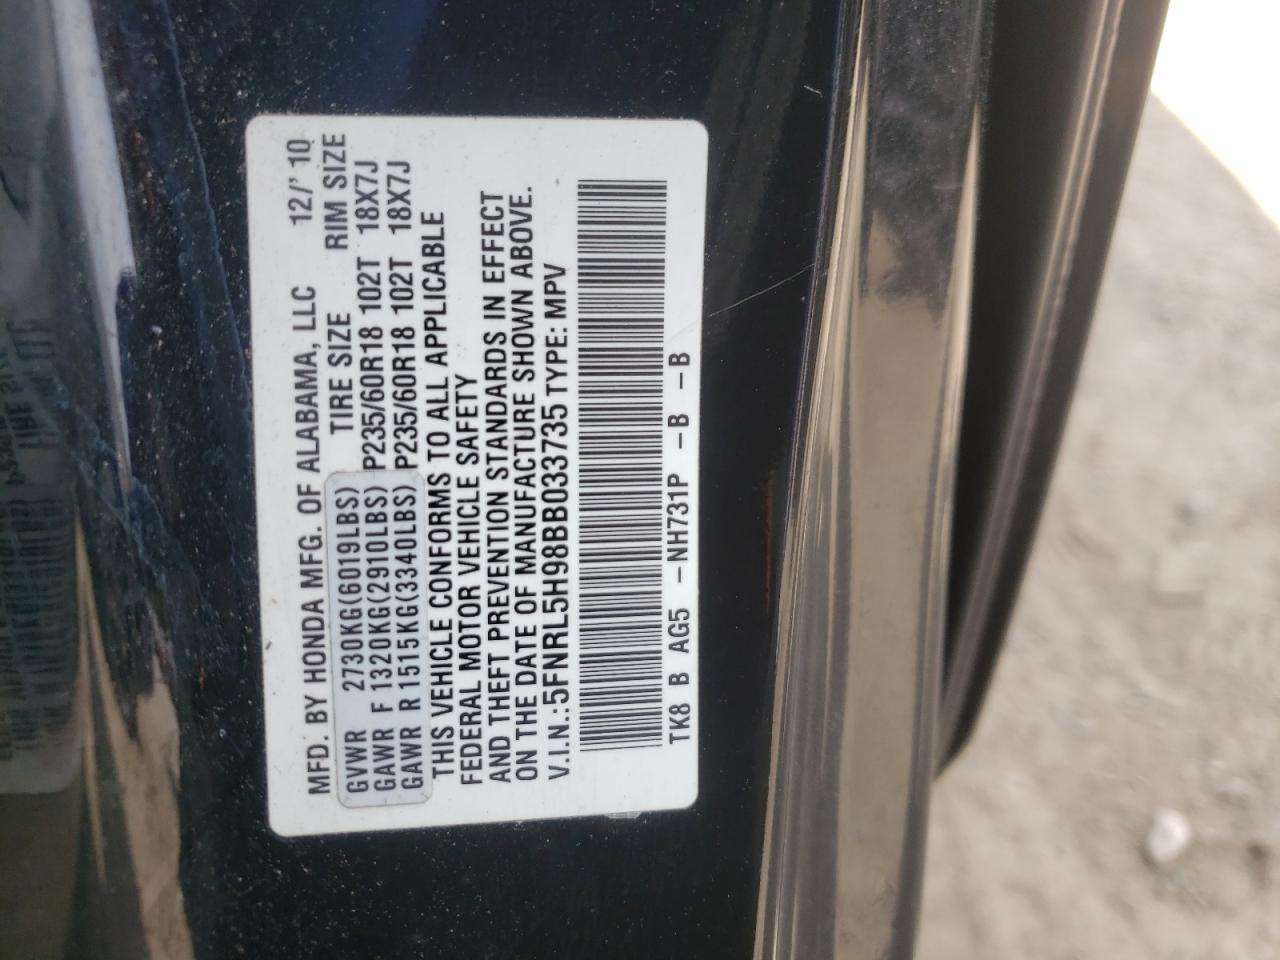 MFD. BY HONDA MFG. OF ALABAMA, LLC 12/'10
GVWR 2730KG(6019LBS) TIRE SIZE RIM SIZE
GAWR F 1320KG(2910LBS) P235/60R18 102T 18X7J
GAWR R 1515KG(3340LBS) P235/60R18 102T 18X7J
THIS VEHICLE CONFORMS TO ALL APPLICABLE
FEDERAL MOTOR VEHICLE SAFETY
AND THEFT PREVENTION STANDARDS IN EFFECT
ON THE DATE OF MANUFACTURE SHOWN ABOVE.
V.I.N.:5FNRL5H98BB033735 TYPE: MPV
TK8 B AG5 -NH731P -B -B